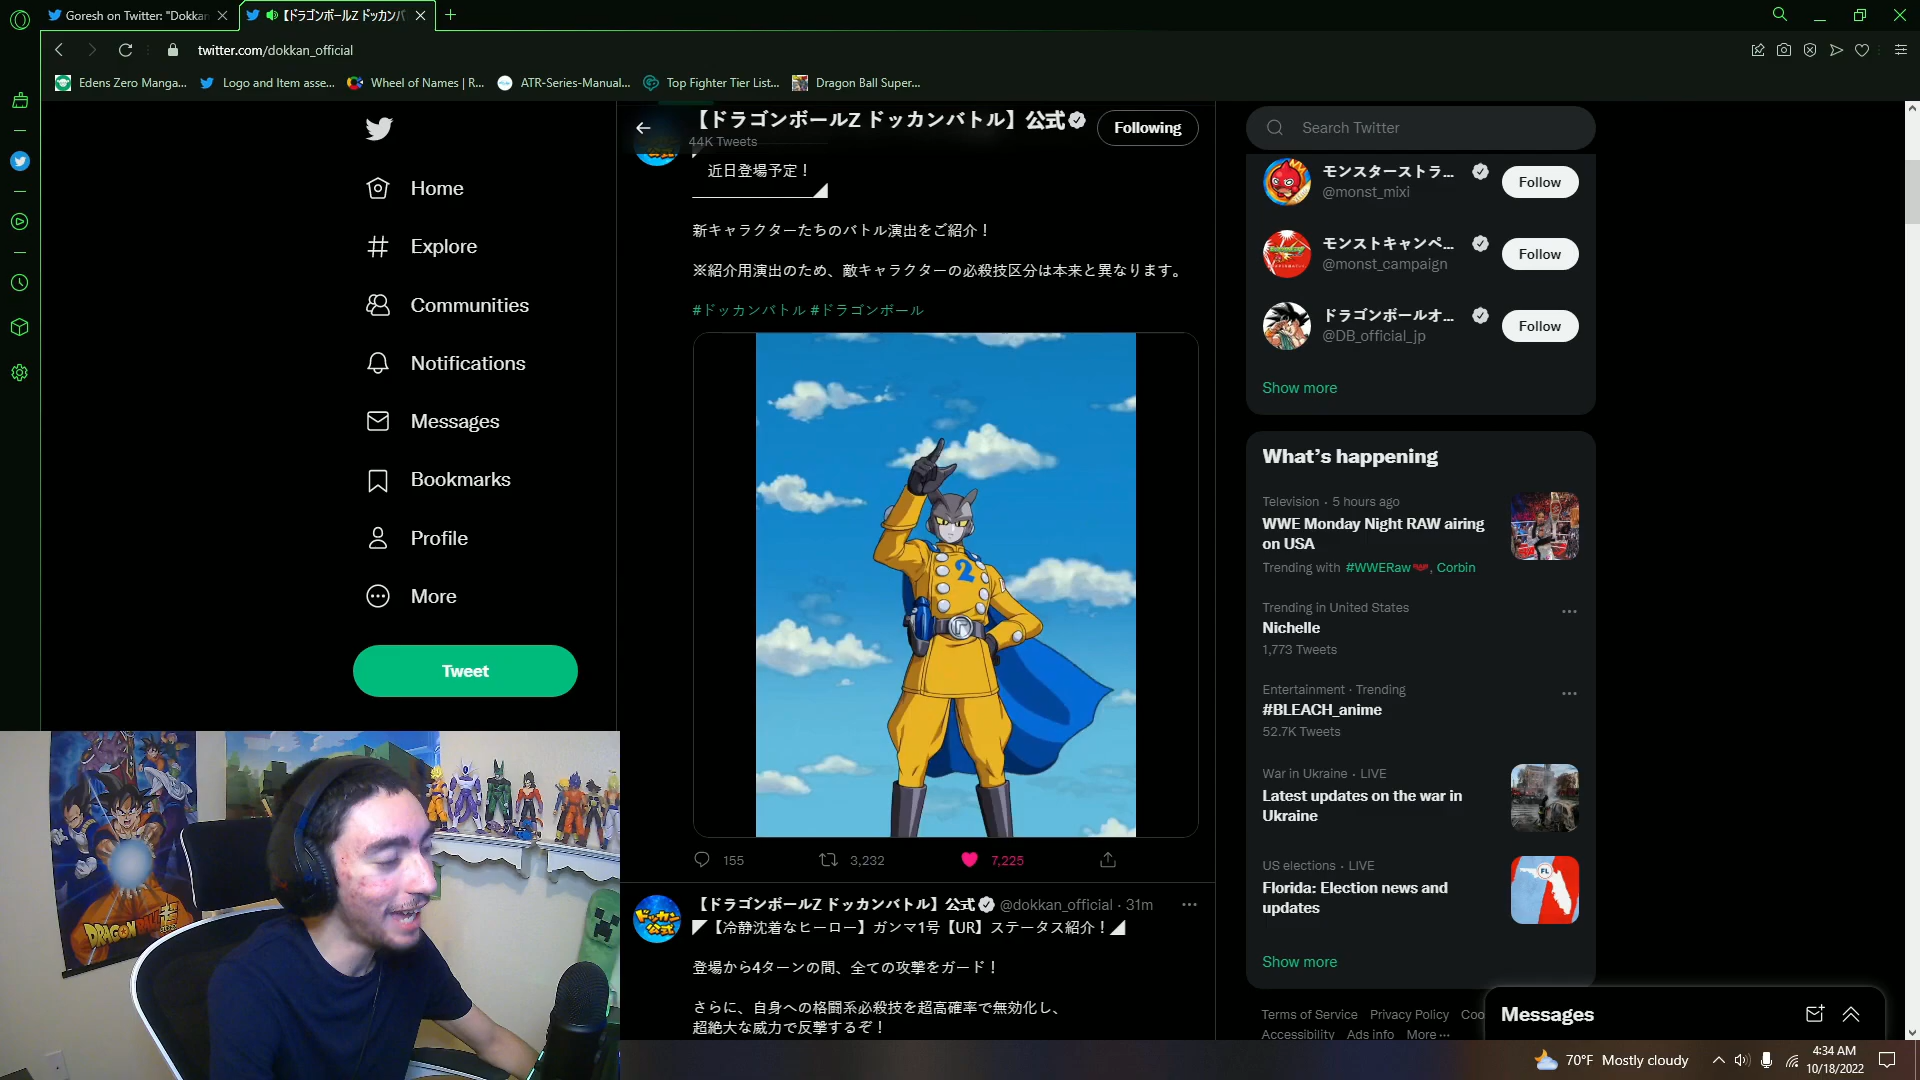 Goresh on Twitter: "Dokka
【ドラゴンボールZ ドッカンバ
twitter.com/dokkan_official
Edens Zero Manga...
Logo and Item asse...
Wheel of Names | R...
ATR-Series-Manual...
Top Fighter Tier List...
Dragon Ball Super...
Home
Explore
Communities
Notifications
Messages
Bookmarks
Profile
More
Tweet
【ドラゴンボールZ ドッカンバトル】公式
44K Tweets
Following
近日登場予定！
新キャラクターたちのバトル演出をご紹介！
※紹介用演出のため、敵キャラクターの必殺技区分は本来と異なります。
#ドッカンバトル #ドラゴンボール
2
155
3,232
7,225
【ドラゴンボールZ ドッカンバトル】公式 @dokkan_official · 31m
◤【冷静沈着なヒーロー】ガンマ1号【UR】ステータス紹介！◢
登場から4ターンの間、全ての攻撃をガード！
さらに、自身への格闘系必殺技を超高確率で無効化し、
超絶大な威力で反撃するぞ！
Search Twitter
モンスターストラ...
@monst_mixi
Follow
モンストキャンペ...
@monst_campaign
Follow
ドラゴンボールオ...
@DB_official_jp
Follow
Show more
What's happening
Television · 5 hours ago
WWE Monday Night RAW airing
on USA
Trending with #WWERaw, Corbin
Trending in United States
Nichelle
1,773 Tweets
Entertainment · Trending
#BLEACH_anime
52.7K Tweets
War in Ukraine · LIVE
Latest updates on the war in
Ukraine
US elections · LIVE
Florida: Election news and
updates
FL
Show more
Terms of Service Privacy Policy Coo
Accessibility Ads info More ···
Messages
70°F Mostly cloudy
4:34 AM
10/18/2022
DRAGONBALL